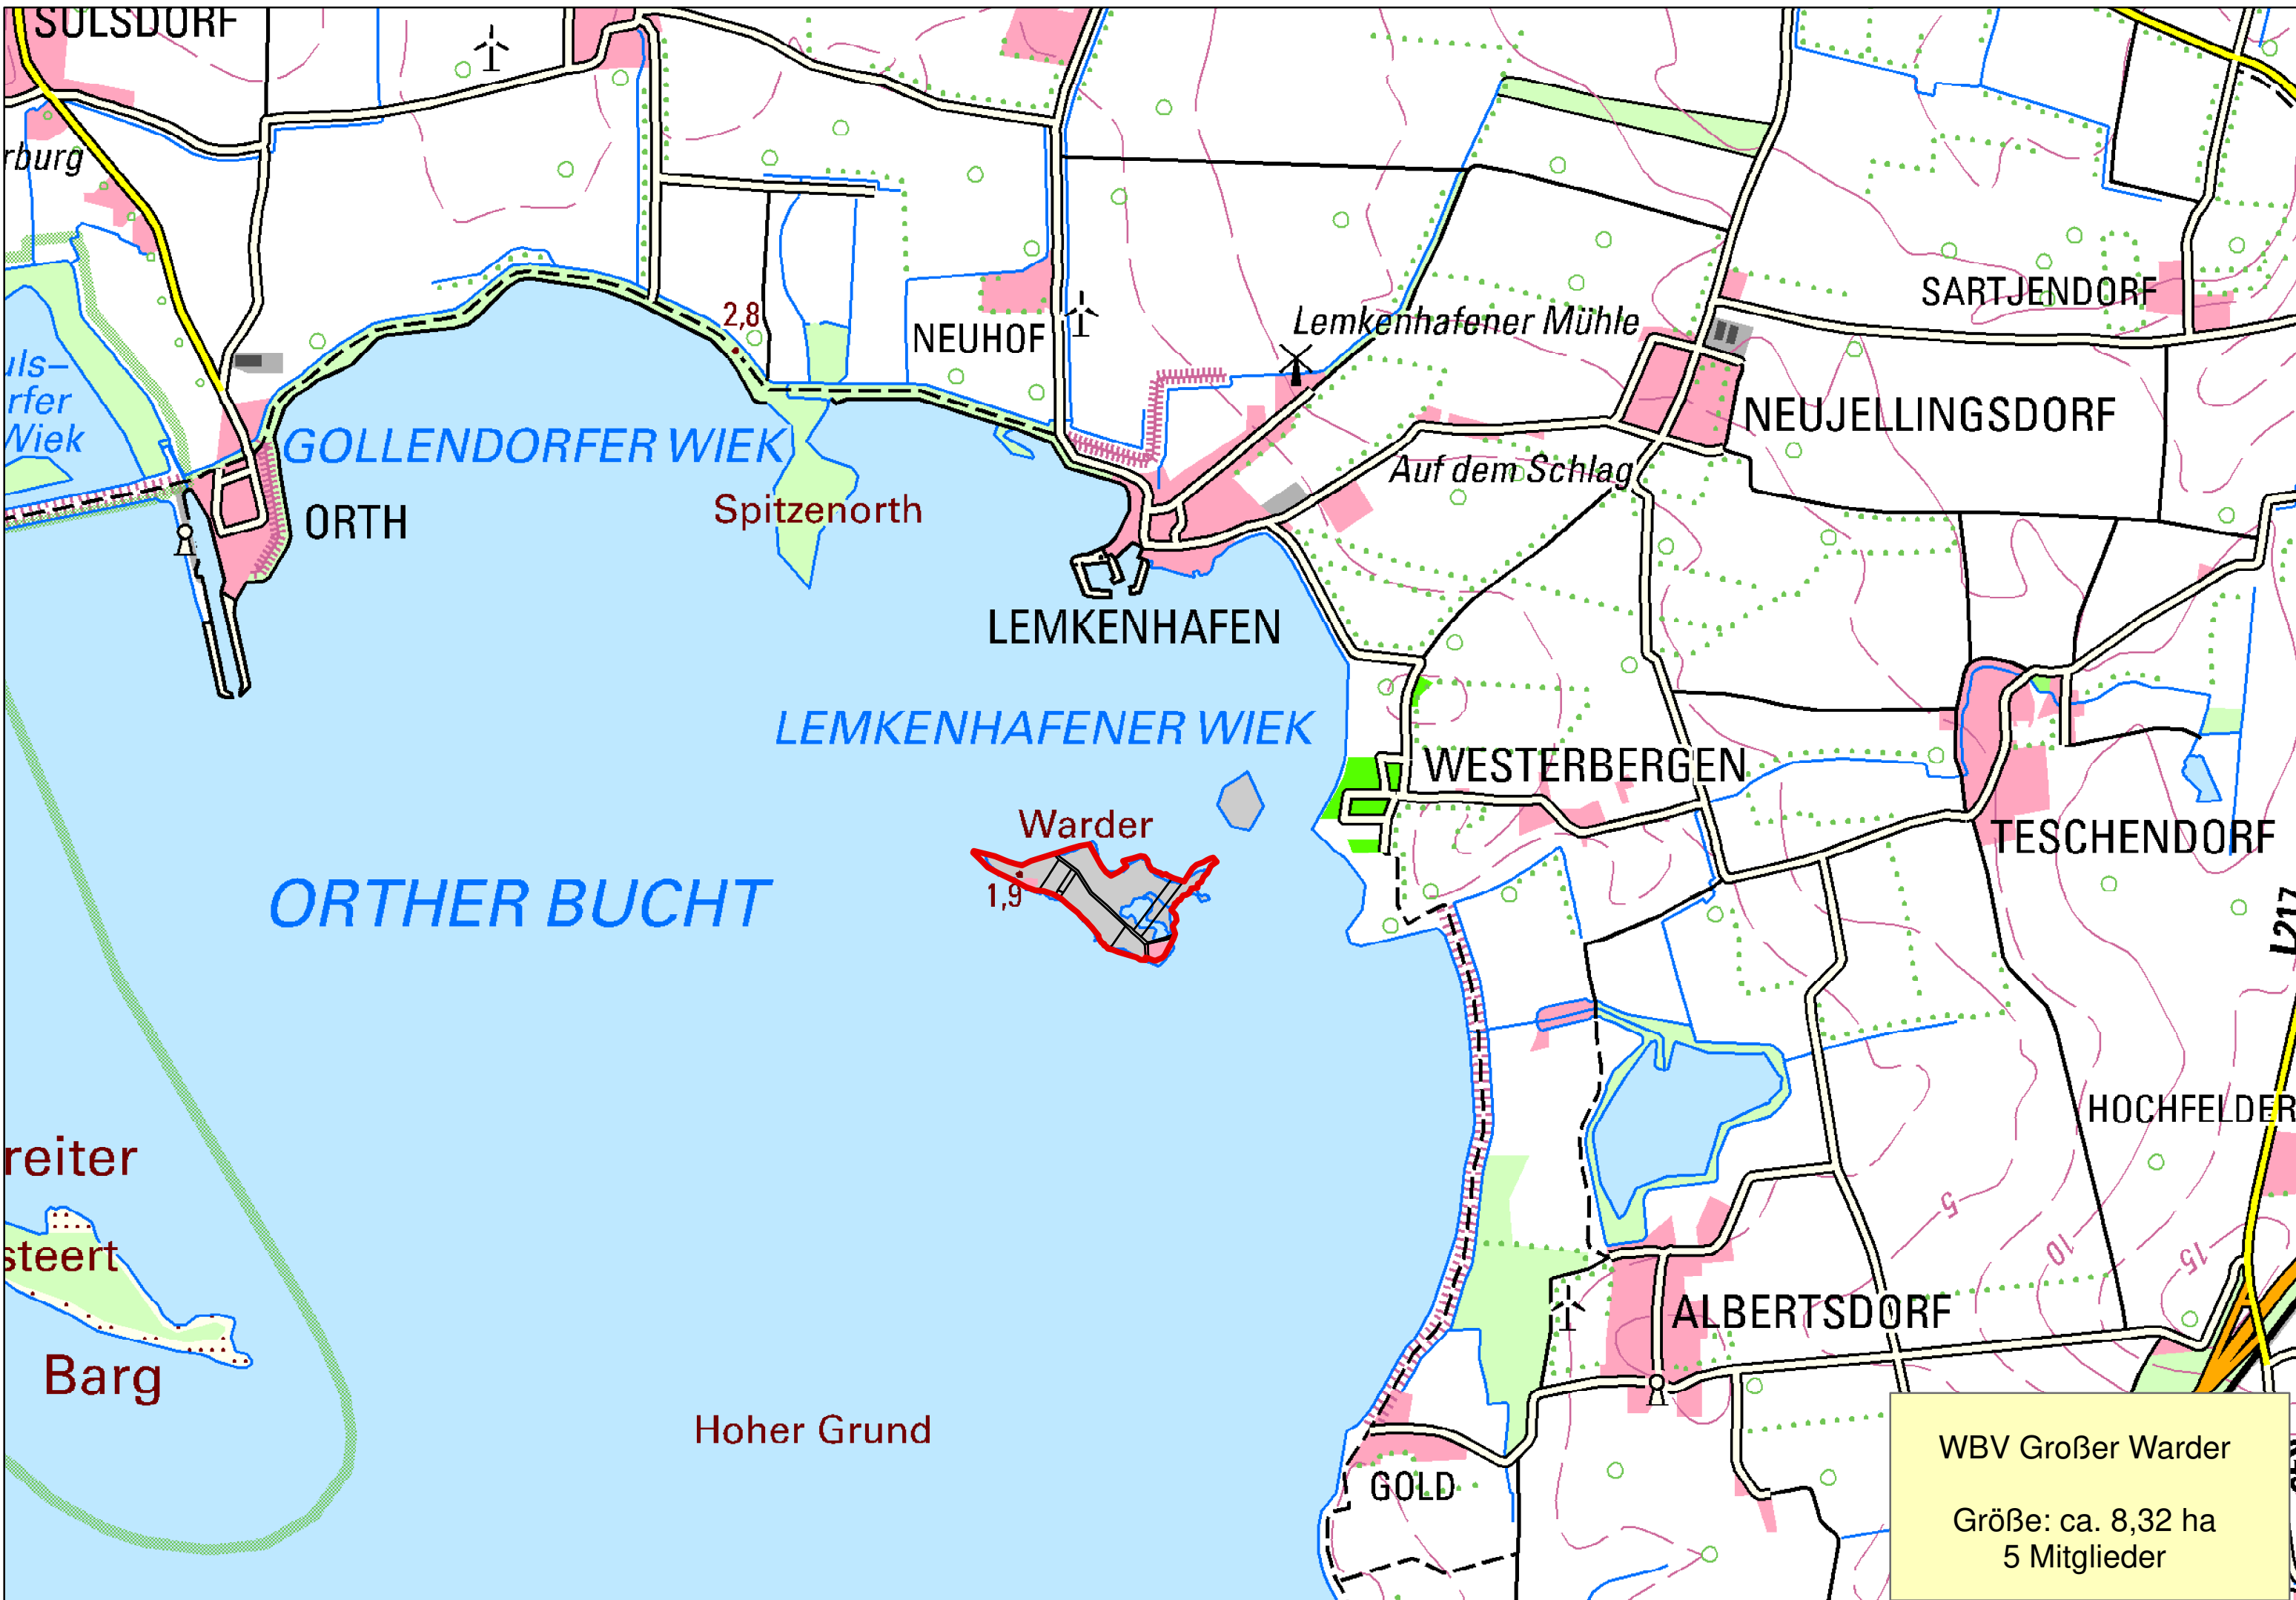 SULSDORF
rburg
uls–
rfer
Wiek
GOLLENDORFER WIEK
ORTH
2,8
NEUHOF
Spitzenorth
Lemkenhafener Mühle
SARTJENDORF
NEUJELLINGSDORF
Auf dem Schlag
LEMKENHAFEN
LEMKENHAFENER WIEK
WESTERBERGEN
TESCHENDORF
Warder
1,9
ORTHER BUCHT
L217
HOCHFELDER
reiter
steert
Barg
5
10
15
ALBERTSDORF
Hoher Grund
GOLD
WBV Großer Warder
Größe: ca. 8,32 ha
5 Mitglieder